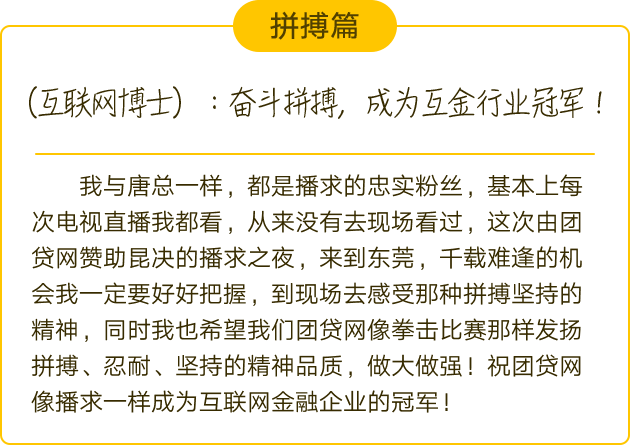 拼搏篇
(互联网博士)：奋斗拼搏，成为互金行业冠军！
我与唐总一样，都是播求的忠实粉丝，基本上每
次电视直播我都看，从来没有去现场看过，这次由团
贷网赞助昆决的播求之夜，来到东莞，千载难逢的机
会我一定要好好把握，到现场去感受那种拼搏坚持的
精神，同时我也希望我们团贷网像拳击比赛那样发扬
拼搏、忍耐、坚持的精神品质，做大做强！祝团贷网
像播求一样成为互联网金融企业的冠军！